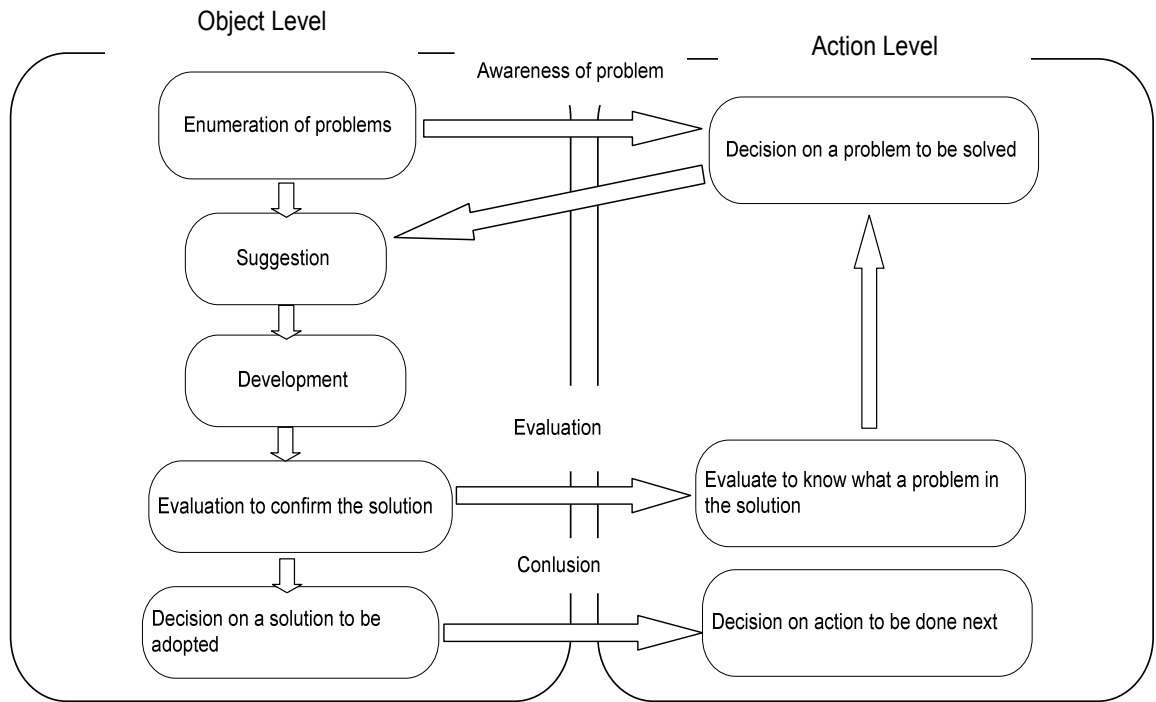 Object Level
Action Level
Awareness of problem
Enumeration of problems
Decision on a problem to be solved
Suggestion
Development
Evaluation
Evaluation to confirm the solution
Evaluate to know what a problem in
the solution
Conlusion
Decision on a solution to be
adopted
Decision on action to be done next